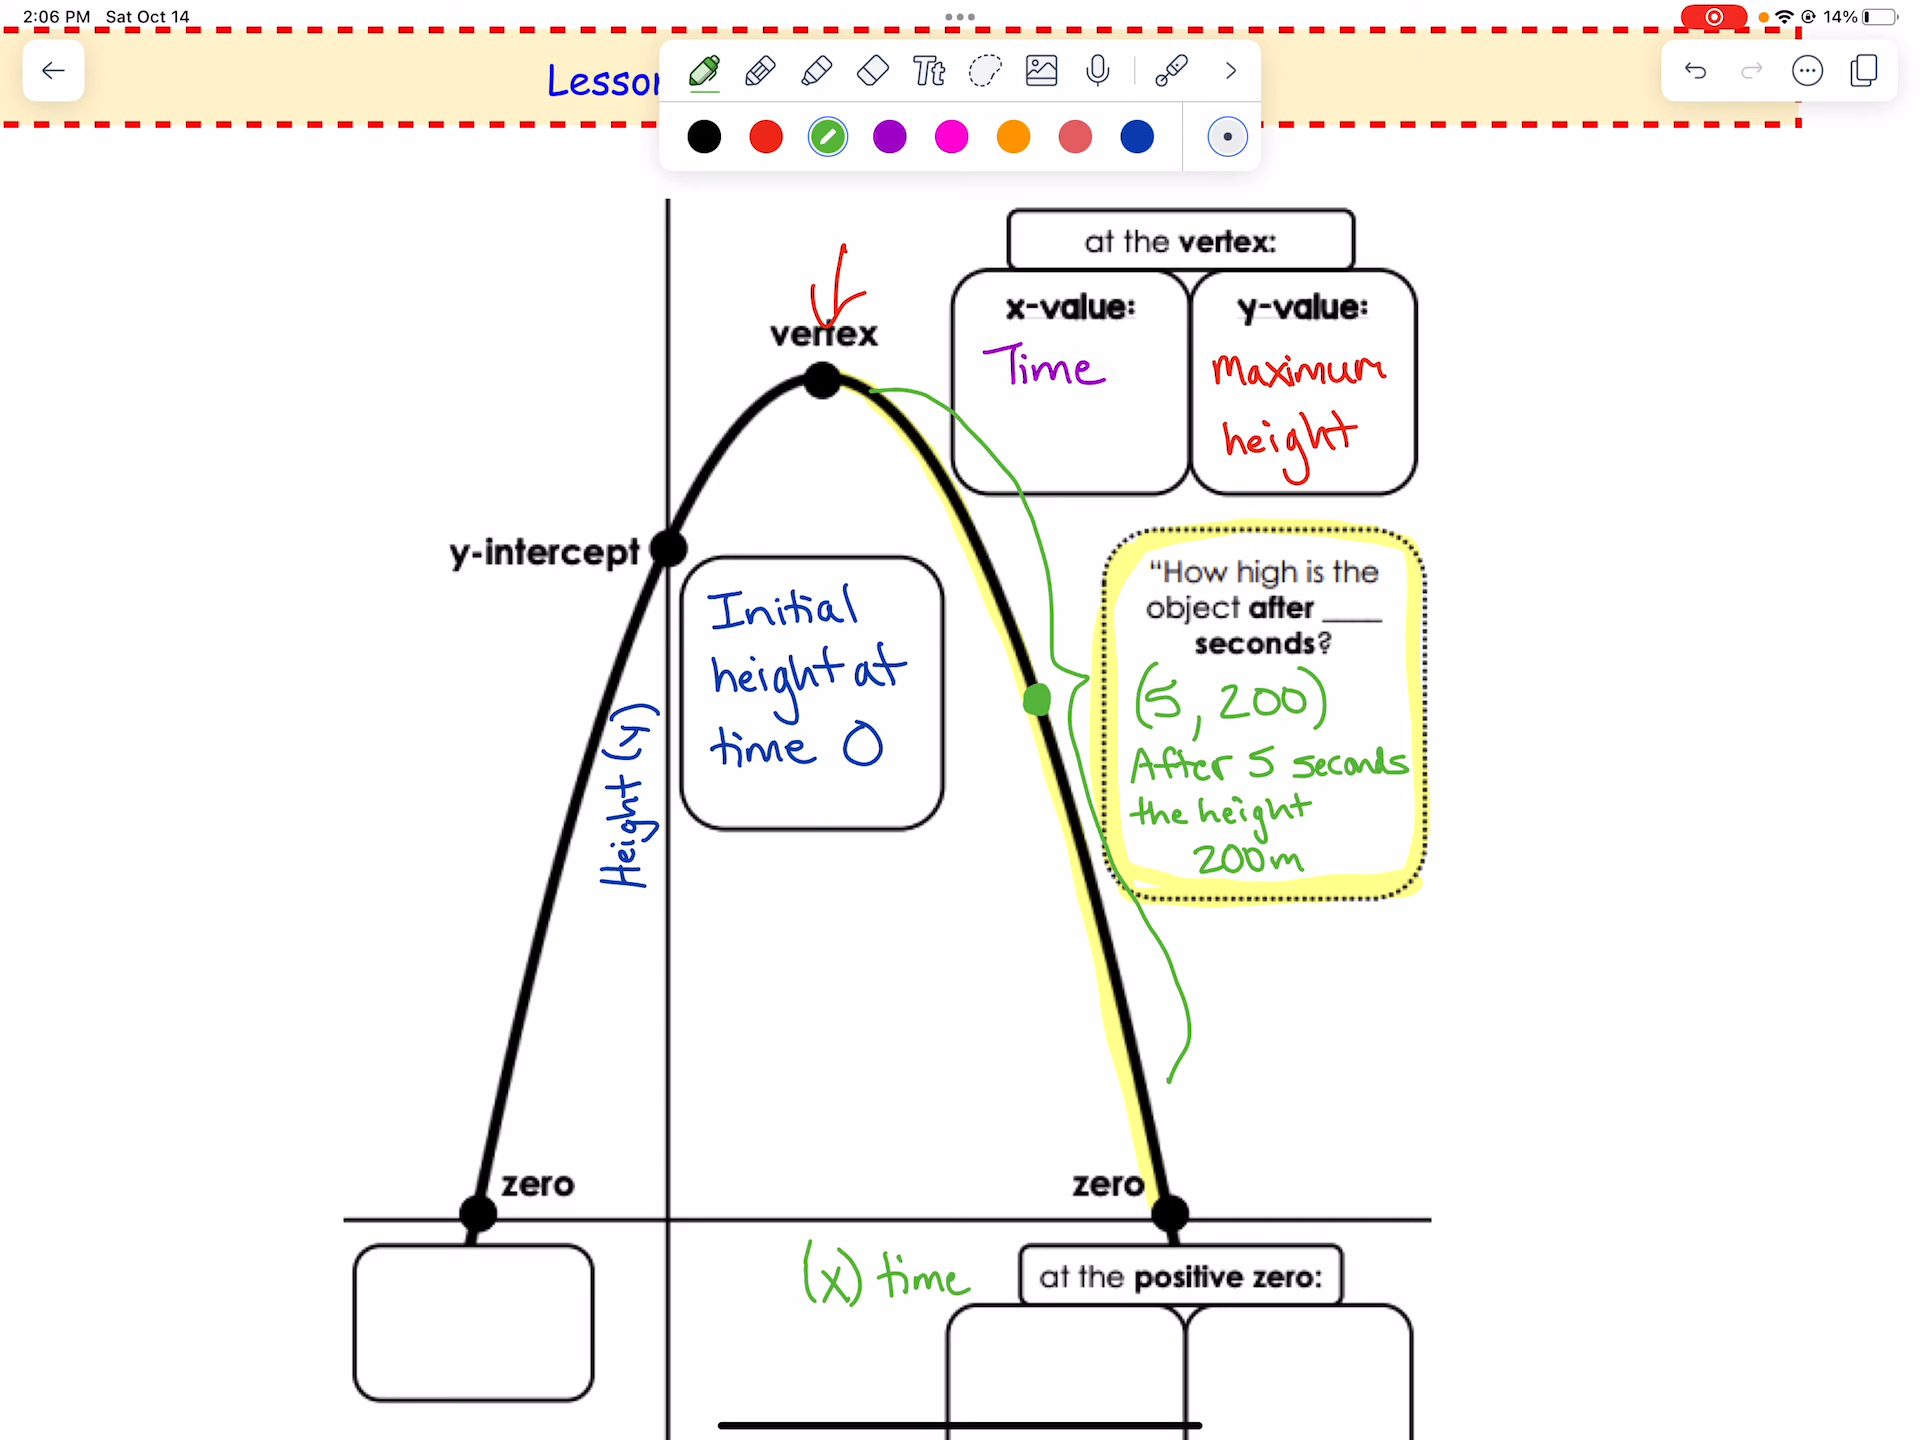 2:06 PM Sat Oct 14
14%
Lesson
Tt
at the vertex:
x-value:
Time
y-value:
Maximum
height
vertex
y-intercept
Initial
height at
time 0
Height (y)
"How high is the
object after ____
seconds?
(5, 200)
After 5 seconds
the height
200m
zero
zero
(x) time
at the positive zero: